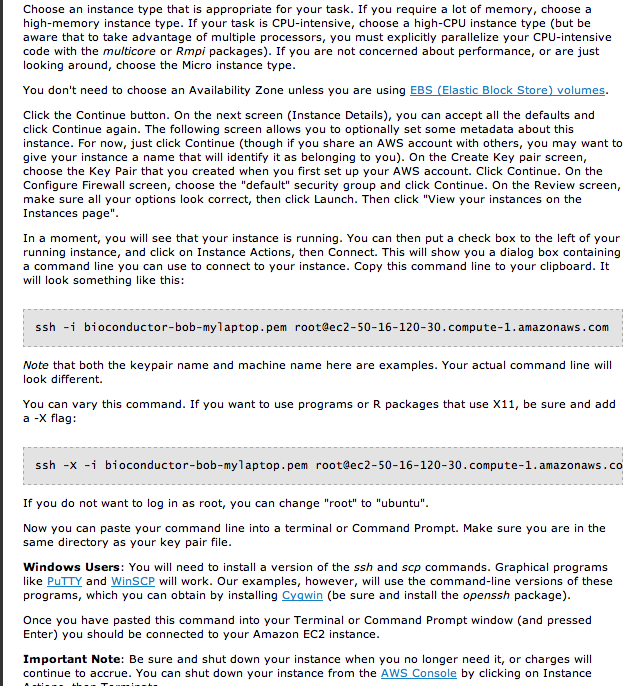 Choose an instance type that is appropriate for your task. If you require a lot of memory, choose a
high-memory instance type. If your task is CPU-intensive, choose a high-CPU instance type (but be
aware that to take advantage of multiple processors, you must explicitly parallelize your CPU-intensive
code with the multicore or Rmpi packages). If you are not concerned about performance, or are just
looking around, choose the Micro instance type.
You don't need to choose an Availability Zone unless you are using EBS (Elastic Block Store) volumes.
Click the Continue button. On the next screen (Instance Details), you can accept all the defaults and
click Continue again. The following screen allows you to optionally set some metadata about this
instance. For now, just click Continue (though if you share an AWS account with others, you may want to
give your instance a name that will identify it as belonging to you). On the Create Key pair screen,
choose the Key Pair that you created when you first set up your AWS account. Click Continue. On the
Configure Firewall screen, choose the "default" security group and click Continue. On the Review screen,
make sure all your options look correct, then click Launch. Then click "View your instances on the
Instances page".
In a moment, you will see that your instance is running. You can then put a check box to the left of your
running instance, and click on Instance Actions, then Connect. This will show you a dialog box containing
a command line you can use to connect to your instance. Copy this command line to your clipboard. It
will look something like this:
ssh -i bioconductor-bob-mylaptop.pem root@ec2-50-16-120-30.compute-1.amazonaws.com
Note that both the keypair name and machine name here are examples. Your actual command line will
look different.
You can vary this command. If you want to use programs or R packages that use X11, be sure and add
a -X flag:
ssh -X -i bioconductor-bob-mylaptop.pem root@ec2-50-16-120-30.compute-1.amazonaws.co
If you do not want to log in as root, you can change "root" to "ubuntu".
Now you can paste your command line into a terminal or Command Prompt. Make sure you are in the
same directory as your key pair file.
Windows Users: You will need to install a version of the ssh and scp commands. Graphical programs
like PuTTY and WinSCP will work. Our examples, however, will use the command-line versions of these
programs, which you can obtain by installing Cygwin (be sure and install the openssh package).
Once you have pasted this command into your Terminal or Command Prompt window (and pressed
Enter) you should be connected to your Amazon EC2 instance.
Important Note: Be sure and shut down your instance when you no longer need it, or charges will
continue to accrue. You can shut down your instance from the AWS Console by clicking on Instance
Actions, then Terminate